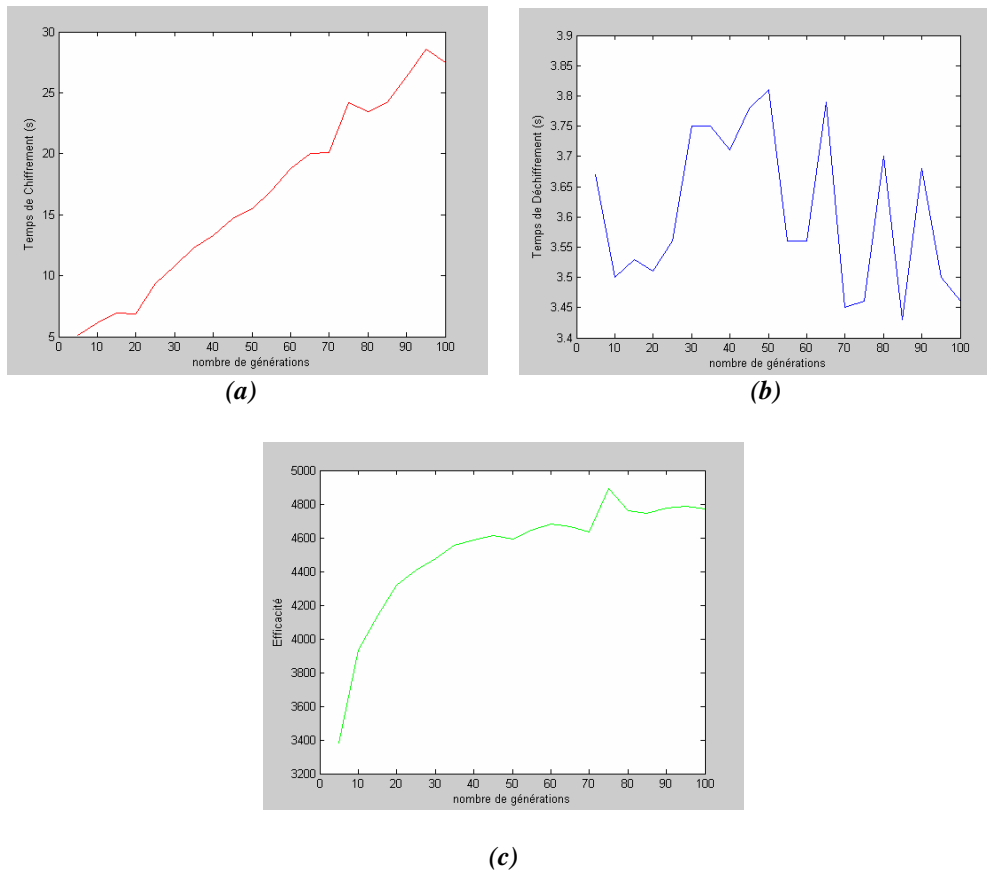 30
25
20
15
10
5
Temps de Chiffrement (s)
0 10 20 30 40 50 60 70 80 90 100
nombre de générations
(a)
3.9
3.85
3.8
3.75
3.7
3.65
3.6
3.55
3.5
3.45
3.4
Temps de Déchiffrement (s)
0 10 20 30 40 50 60 70 80 90 100
nombre de générations
(b)
5000
4800
4600
4400
4200
4000
3800
3600
3400
3200
Efficacité
0 10 20 30 40 50 60 70 80 90 100
nombre de générations
(c)